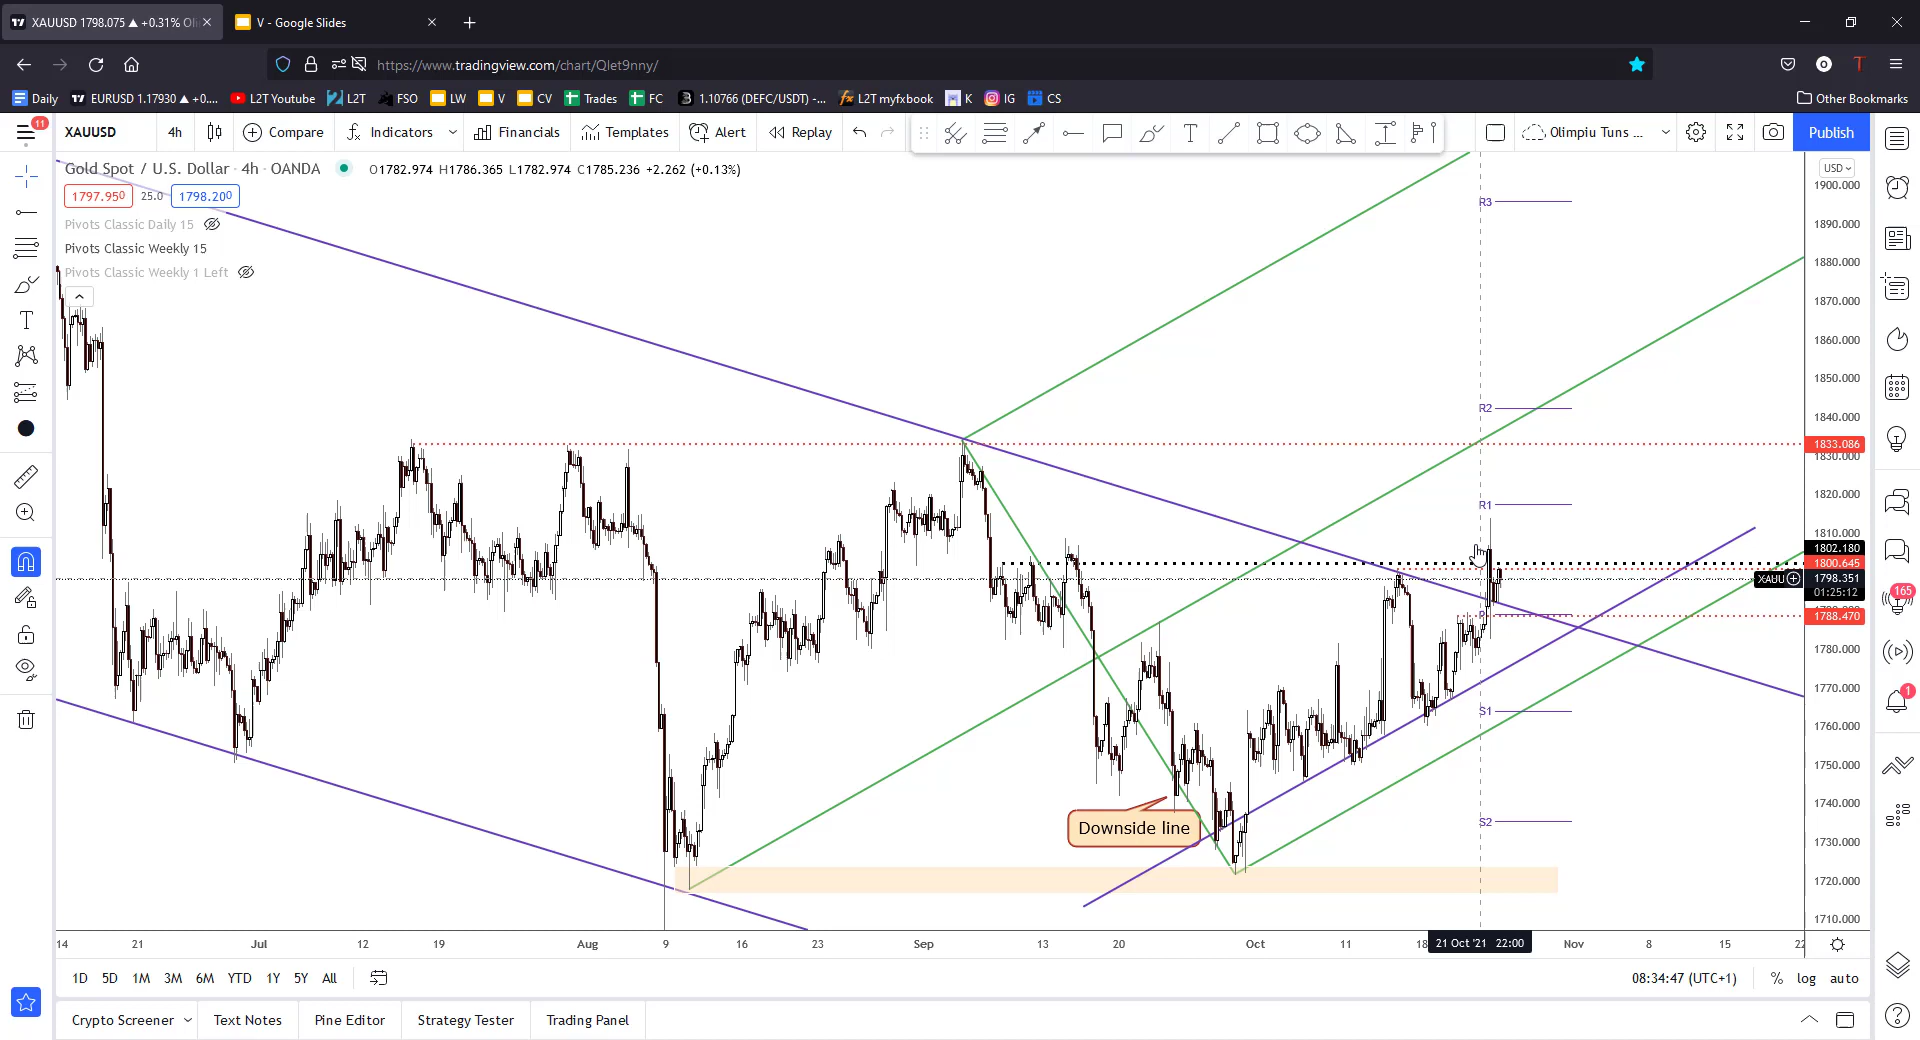 XAUUSD 1798.075 ▲ +0.31% Oli
V - Google Slides
https://www.tradingview.com/chart/Qlet9nny/
Daily EURUSD 1.17930 ▲ +0.... L2T Youtube L2T FSO LW V CV Trades FC 1.10766 (DEFC/USDT) -... L2T myfxbook K IG CS Other Bookmarks
11 XAUUSD 4h Compare Indicators Financials Templates Alert Replay Olimpiu Tuns ... Publish
Gold Spot / U.S. Dollar · 4h · OANDA O1782.974 H1786.365 L1782.974 C1785.236 +2.262 (+0.13%)
USD
1797.950 25.0 1798.200
Pivots Classic Daily 15
Pivots Classic Weekly 15
Pivots Classic Weekly 1 Left
1900.000
R3
1890.000
1880.000
1870.000
1860.000
1850.000
R2
1840.000
1833.086
1830.000
1820.000
R1
1810.000
1802.180
1800.645
XAUU 1798.351
01:25:12
165
P
1788.470
1780.000
1770.000
S1
1760.000
1
1750.000
1740.000
Downside line
S2
1730.000
1720.000
1710.000
14 21 Jul 12 19 Aug 9 16 23 Sep 13 20 Oct 11 18 21 Oct '21 22:00 Nov 8 15 22
1D 5D 1M 3M 6M YTD 1Y 5Y All 08:34:47 (UTC+1) % log auto
Crypto Screener Text Notes Pine Editor Strategy Tester Trading Panel